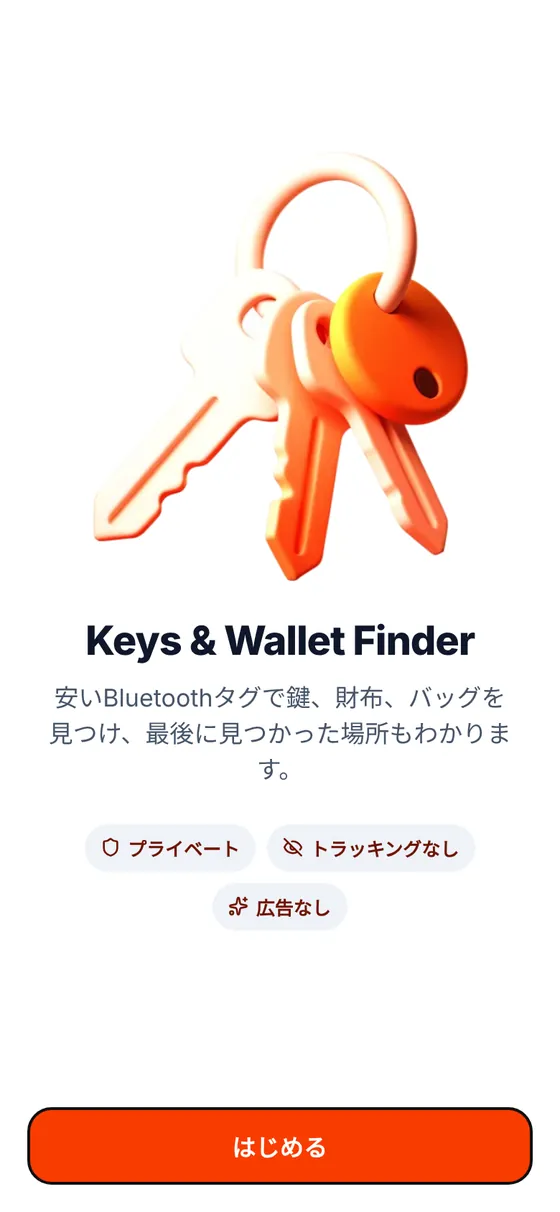 Keys & Wallet Finder
安いBluetoothタグで鍵、財布、バッグを
見つけ、最後に見つかった場所もわかりま
す。
プライベート
トラッキングなし
広告なし
はじめる